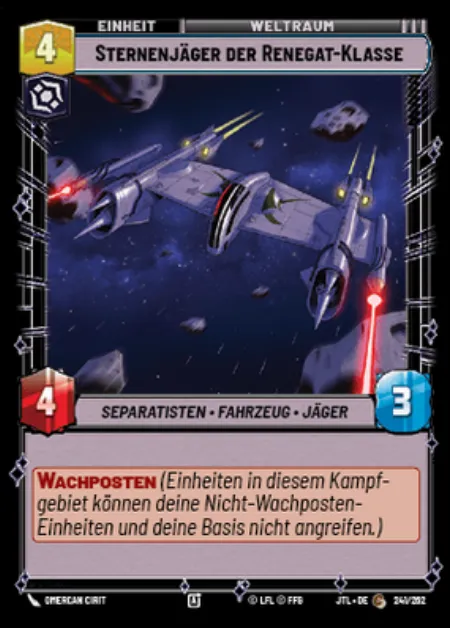 EINHEIT WELTRAUM
4 STERNENJÄGER DER RENEGAT-KLASSE
4 SEPARATISTEN • FAHRZEUG • JÄGER 3
WACHPOSTEN (Einheiten in diesem Kampf-
gebiet können deine Nicht-Wachposten-
Einheiten und deine Basis nicht angreifen.)
OMERCAN CIRIT A © LFL © FFG JTL • DE 241/262